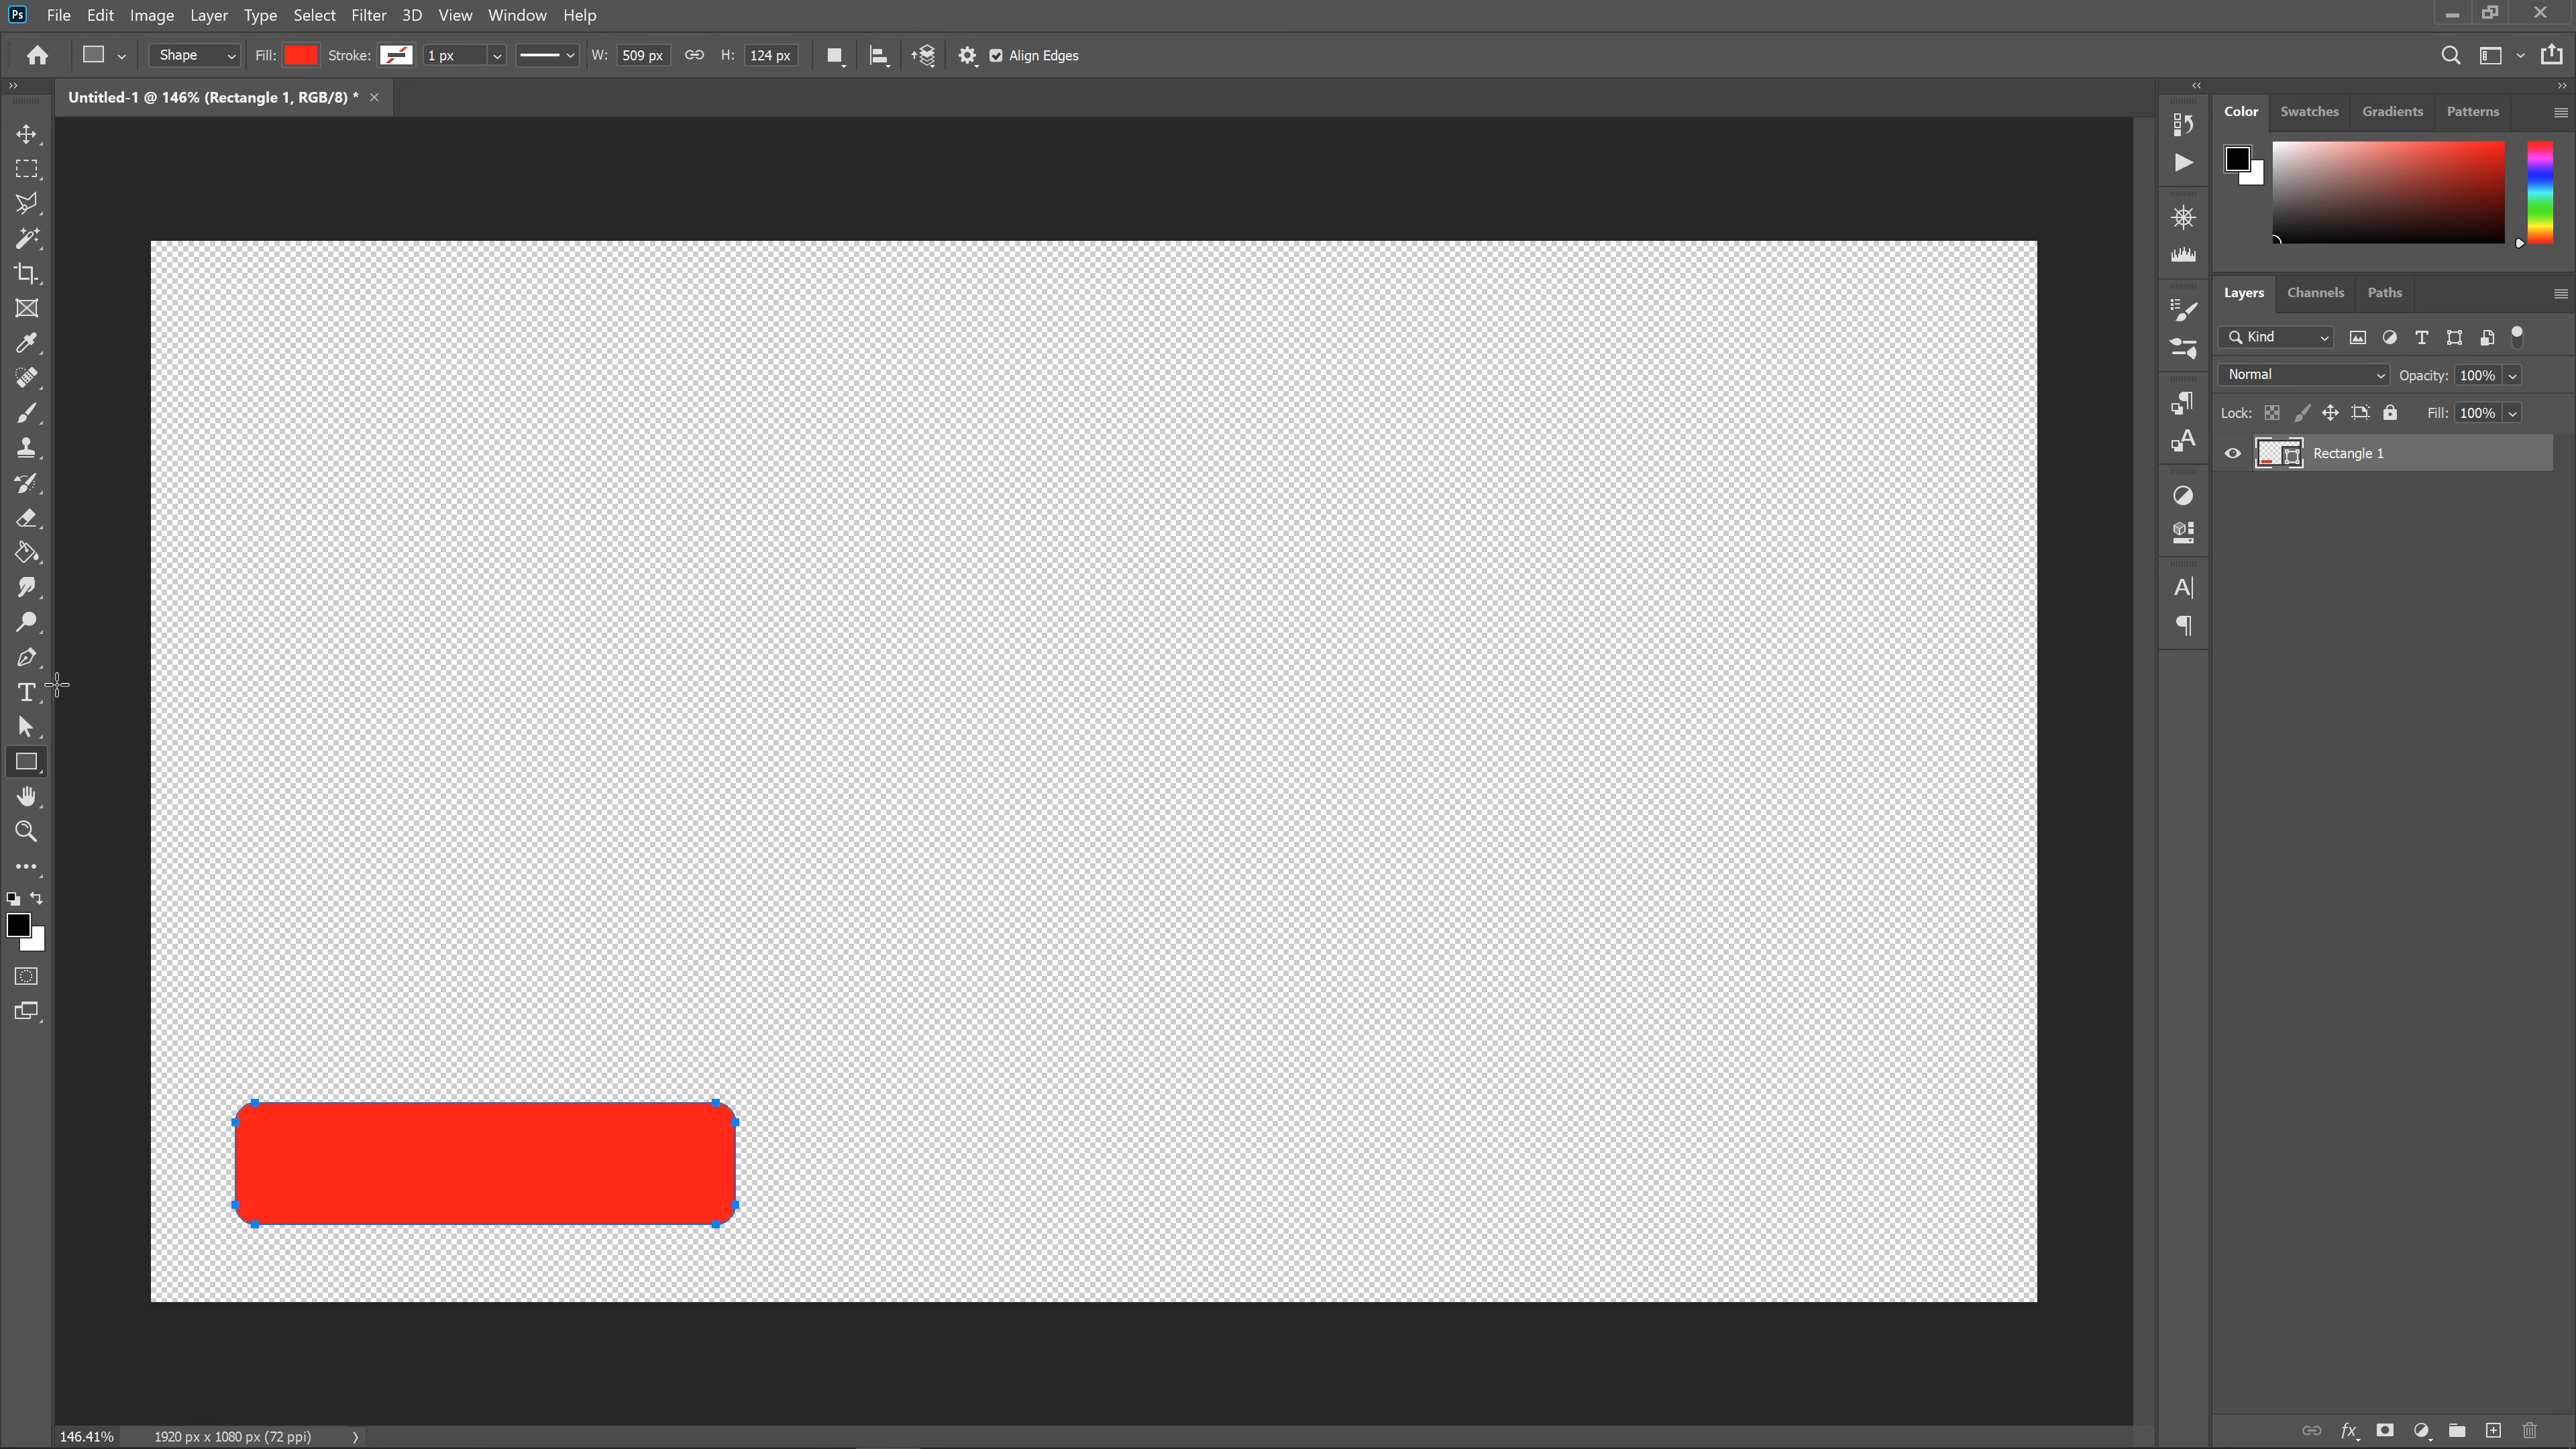 Ps File Edit Image Layer Type Select Filter 3D View Window Help
Shape Fill: Stroke: 1 px W: 509 px H: 124 px Align Edges
Untitled-1 @ 146% (Rectangle 1, RGB/8) *
Color Swatches Gradients Patterns
Layers Channels Paths
Kind
Normal Opacity: 100%
Lock: Fill: 100%
Rectangle 1
146.41% 1920 px x 1080 px (72 ppi)
fx